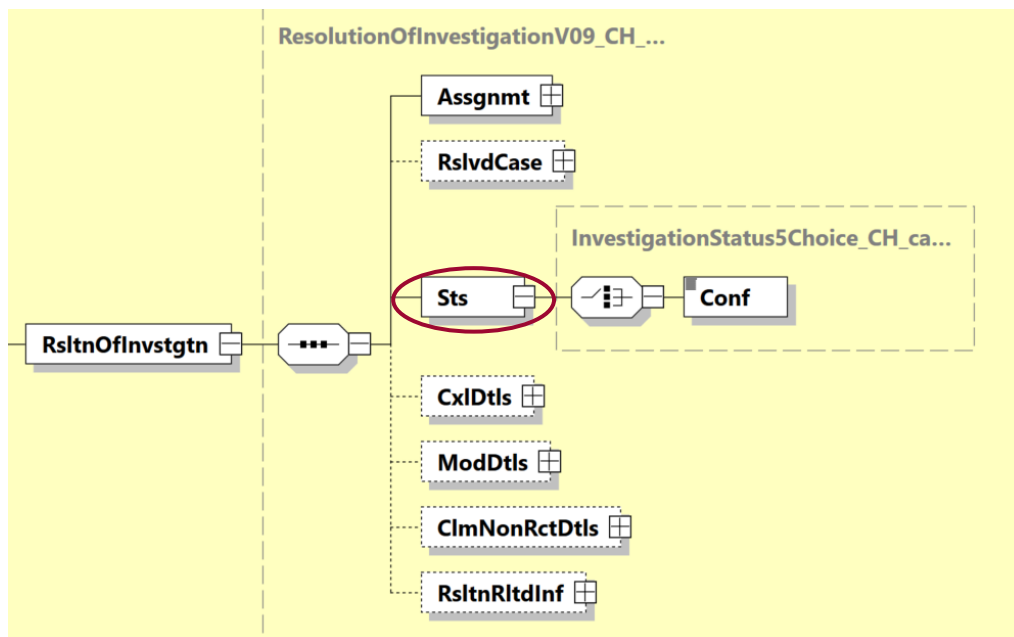 ResolutionOfInvestigationV09_CH_...
Assgnmt
RslvdCase
InvestigationStatus5Choice_CH_ca...
Sts
Conf
RsltnOfInvstgtn
CxlDtls
ModDtls
ClmNonRctDtls
RsltnRltdInf